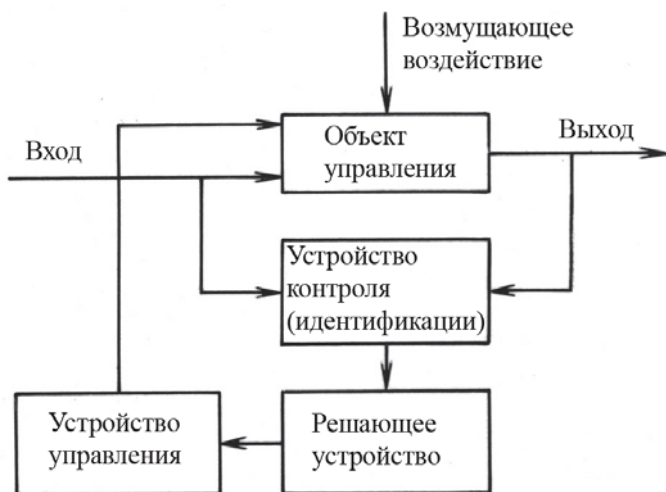 Возмущающее
воздействие
Вход
Объект
управления
Выход
Устройство
контроля
(идентификации)
Устройство
управления
Решающее
устройство